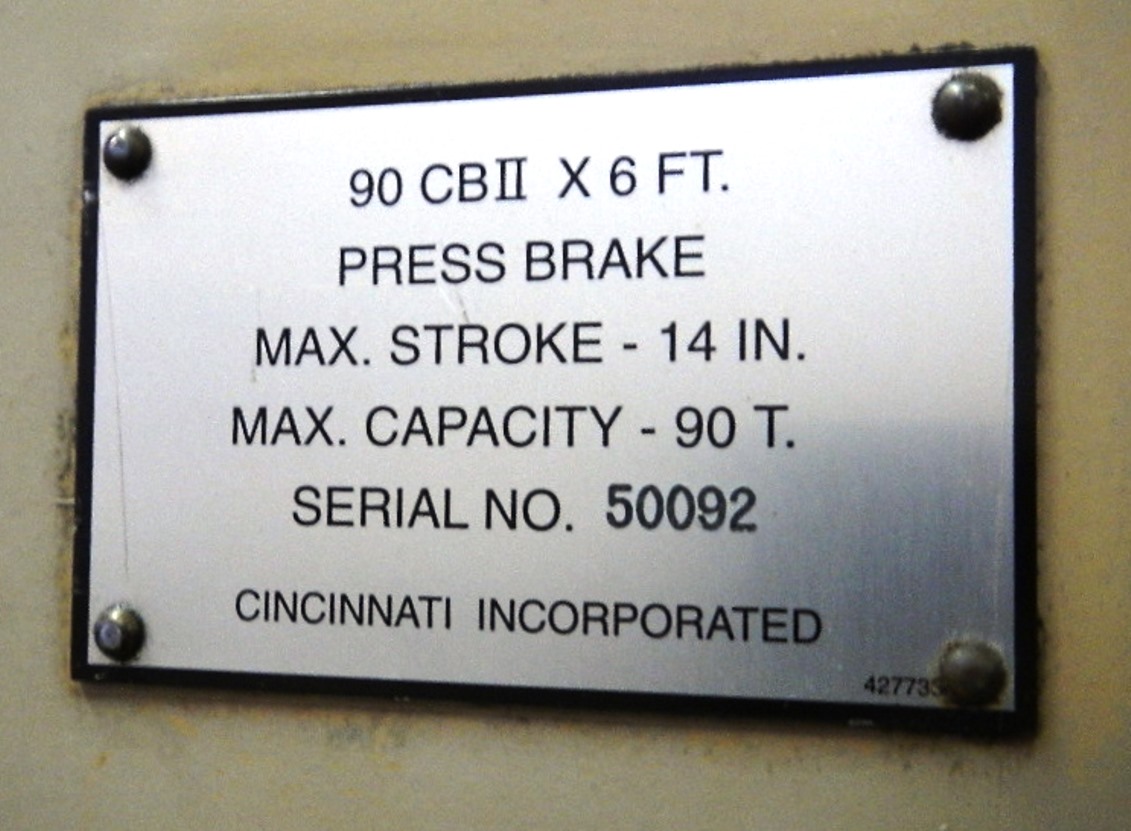 90 CBⅡ X 6 FT.
PRESS BRAKE
MAX. STROKE - 14 IN.
MAX. CAPACITY - 90 T.
SERIAL NO. 50092
CINCINNATI INCORPORATED